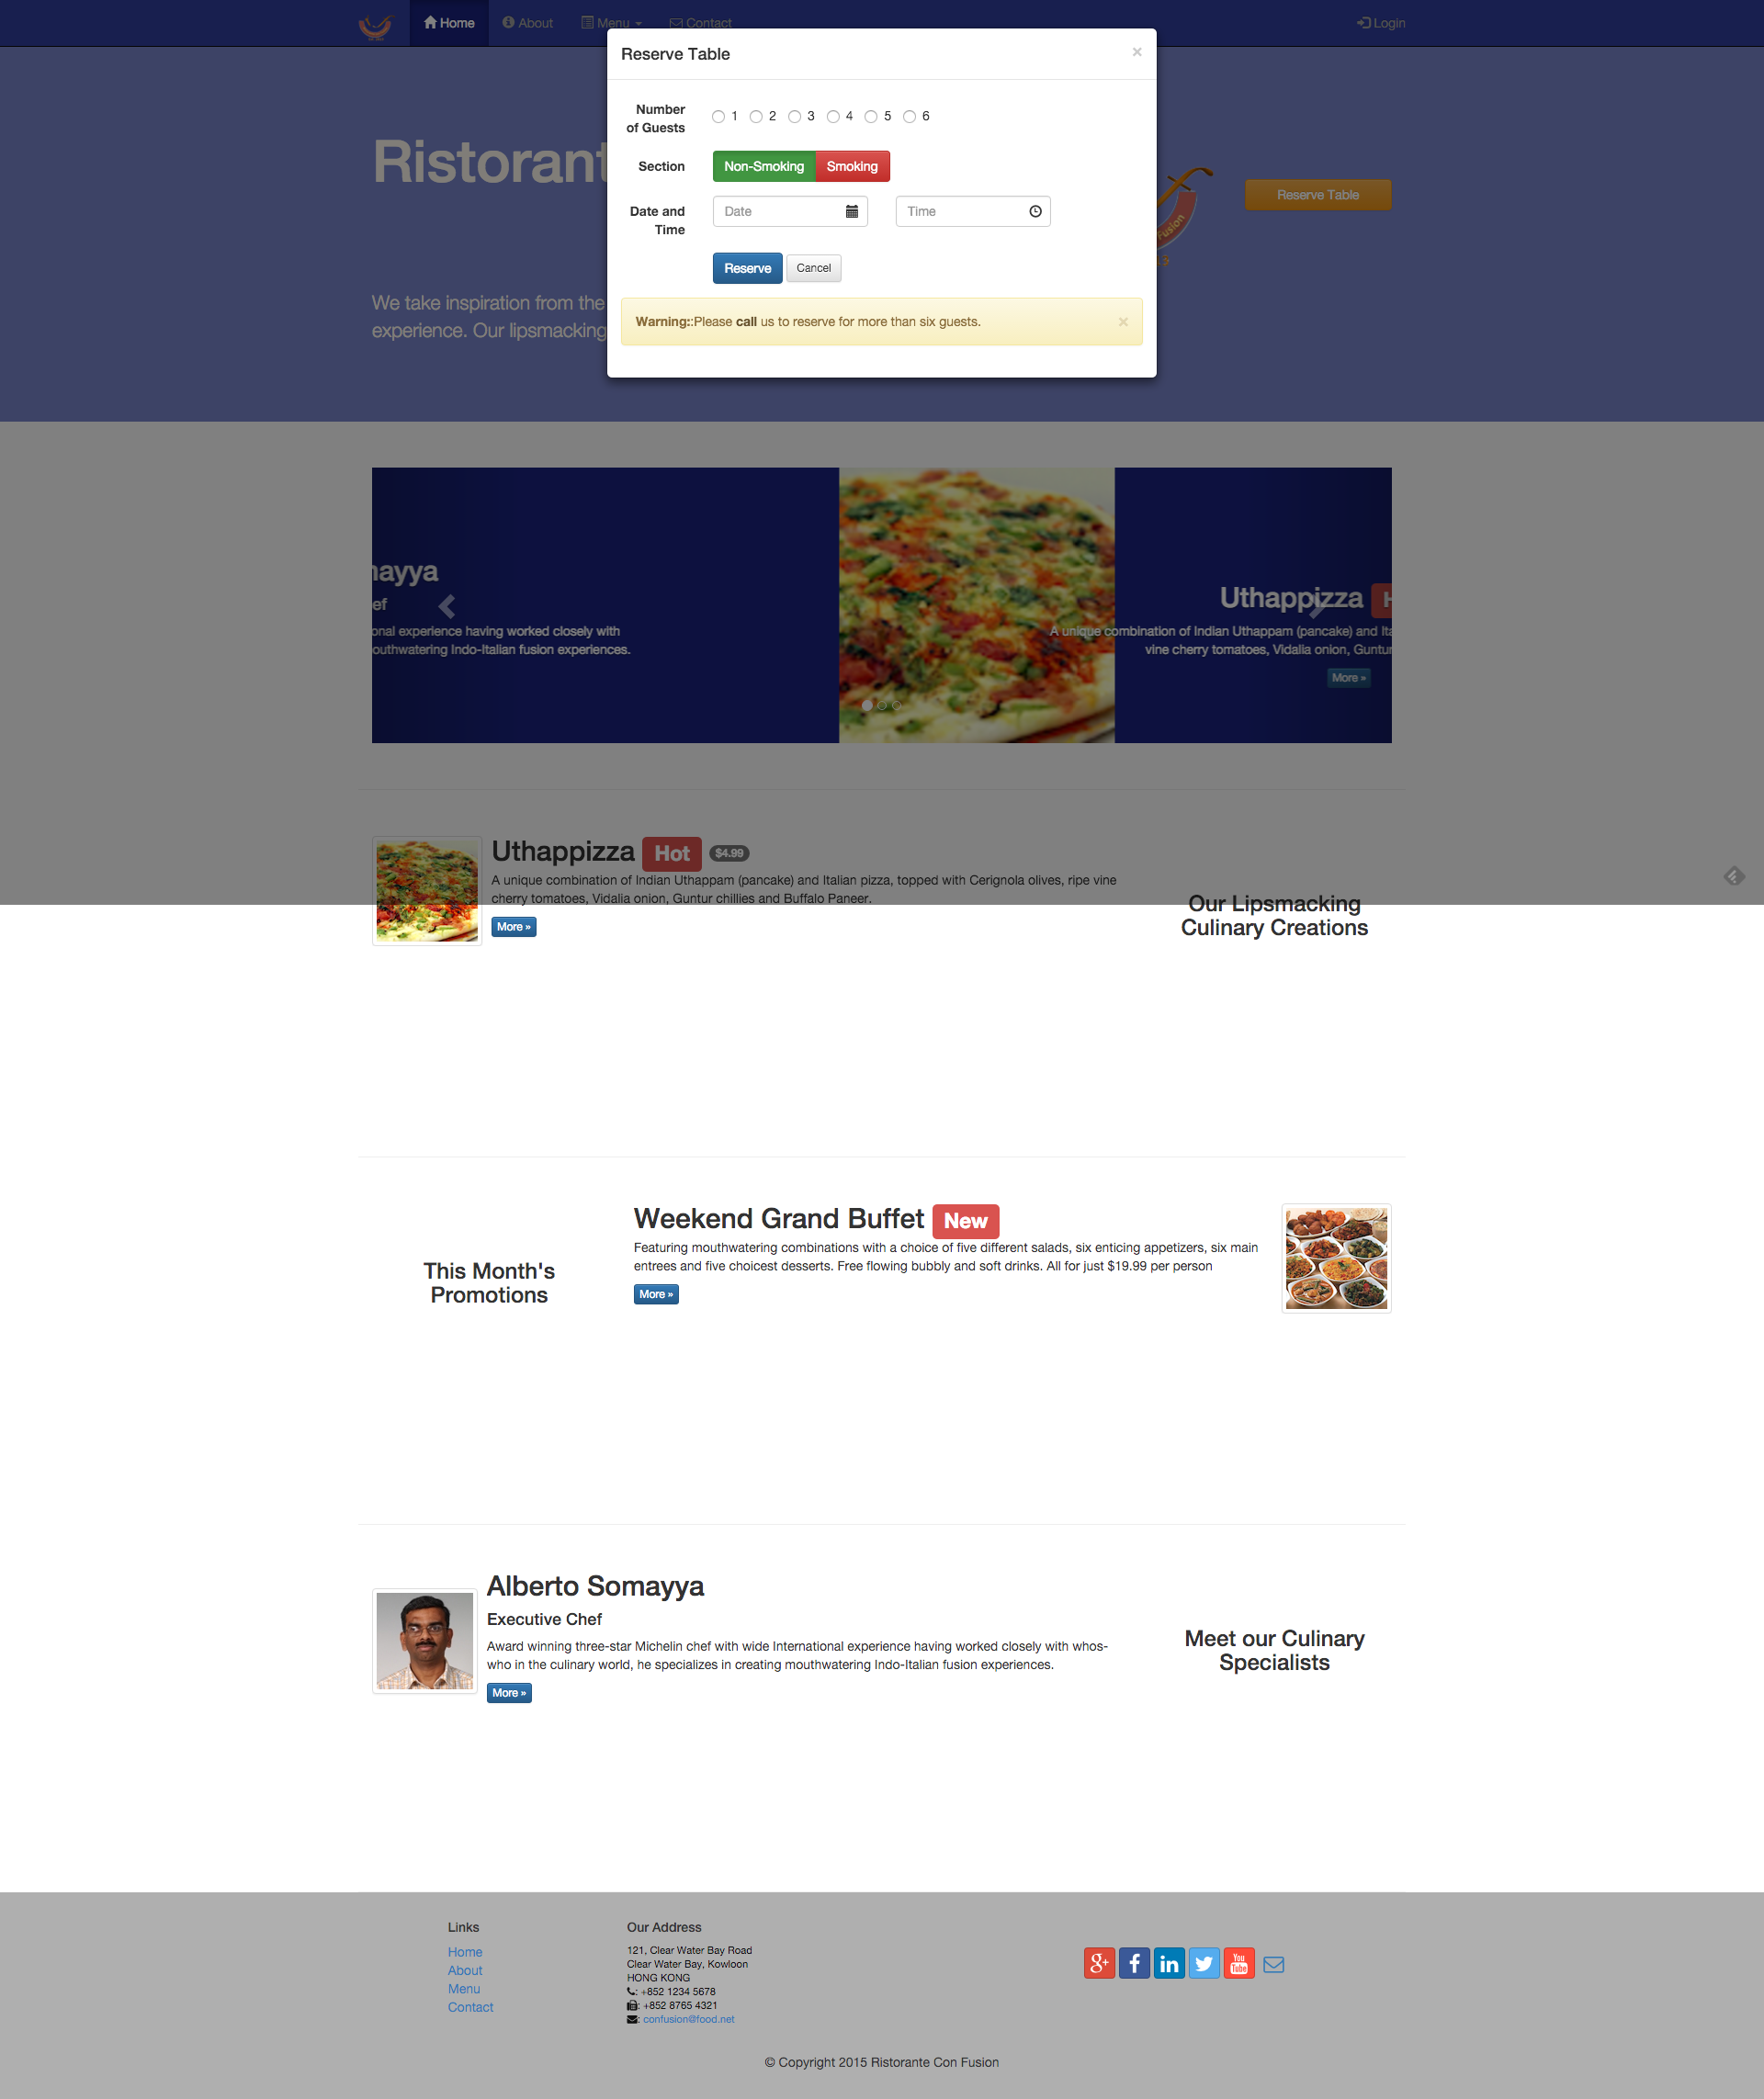 Home About Menu Contact Login
Reserve Table ×
Number of Guests
1 2 3 4 5 6
Section
Non-Smoking Smoking
Date and Time
Date Time
Reserve Cancel
Warning::Please call us to reserve for more than six guests. ×
Ristorant
Fusion
Reserve Table
We take inspiration from the
experience. Our lipsmacking
nayya
ef
onal experience having worked closely with
outhwatering Indo-Italian fusion experiences.
Uthappizza H
A unique combination of Indian Uthappam (pancake) and Ita
vine cherry tomatoes, Vidalia onion, Guntur
More »
Uthappizza Hot $4.99
A unique combination of Indian Uthappam (pancake) and Italian pizza, topped with Cerignola olives, ripe vine
cherry tomatoes, Vidalia onion, Guntur chillies and Buffalo Paneer.
More »
Our Lipsmacking
Culinary Creations
This Month's
Promotions
Weekend Grand Buffet New
Featuring mouthwatering combinations with a choice of five different salads, six enticing appetizers, six main
entrees and five choicest desserts. Free flowing bubbly and soft drinks. All for just $19.99 per person
More »
Alberto Somayya
Executive Chef
Award winning three-star Michelin chef with wide International experience having worked closely with whos-
who in the culinary world, he specializes in creating mouthwatering Indo-Italian fusion experiences.
More »
Meet our Culinary
Specialists
Links
Home
About
Menu
Contact
Our Address
121, Clear Water Bay Road
Clear Water Bay, Kowloon
HONG KONG
: +852 1234 5678
: +852 8765 4321
: confusion@food.net
g+ f in You Tube
© Copyright 2015 Ristorante Con Fusion